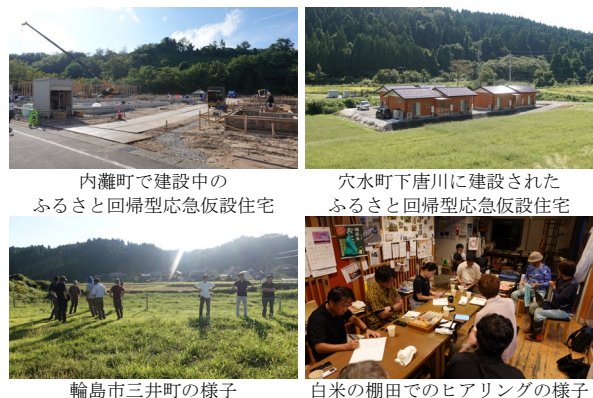 内灘町で建設中の
ふるさと回帰型応急仮設住宅
穴水町下唐川に建設された
ふるさと回帰型応急仮設住宅
輪島市三井町の様子
白米の棚田でのヒアリングの様子